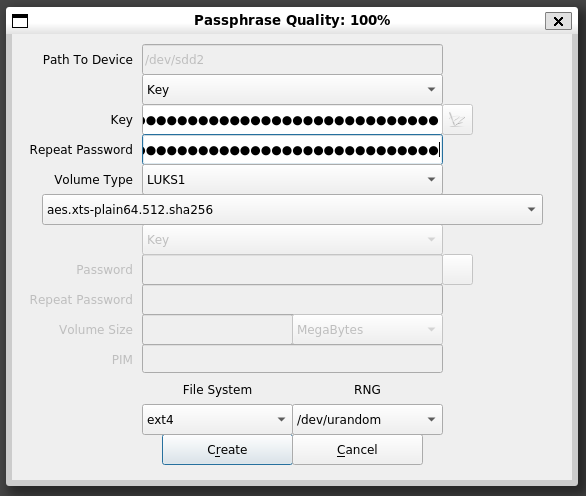 Passphrase Quality: 100%
Path To Device /dev/sdd2
Key
Key ●●●●●●●●●●●●●●●●●●●●●●●●●●●●
Repeat Password ●●●●●●●●●●●●●●●●●●●●●●●●●●●●
Volume Type LUKS1
aes.xts-plain64.512.sha256
Key
Password
Repeat Password
Volume Size MegaBytes
PIM
File System RNG
ext4 /dev/urandom
Create Cancel